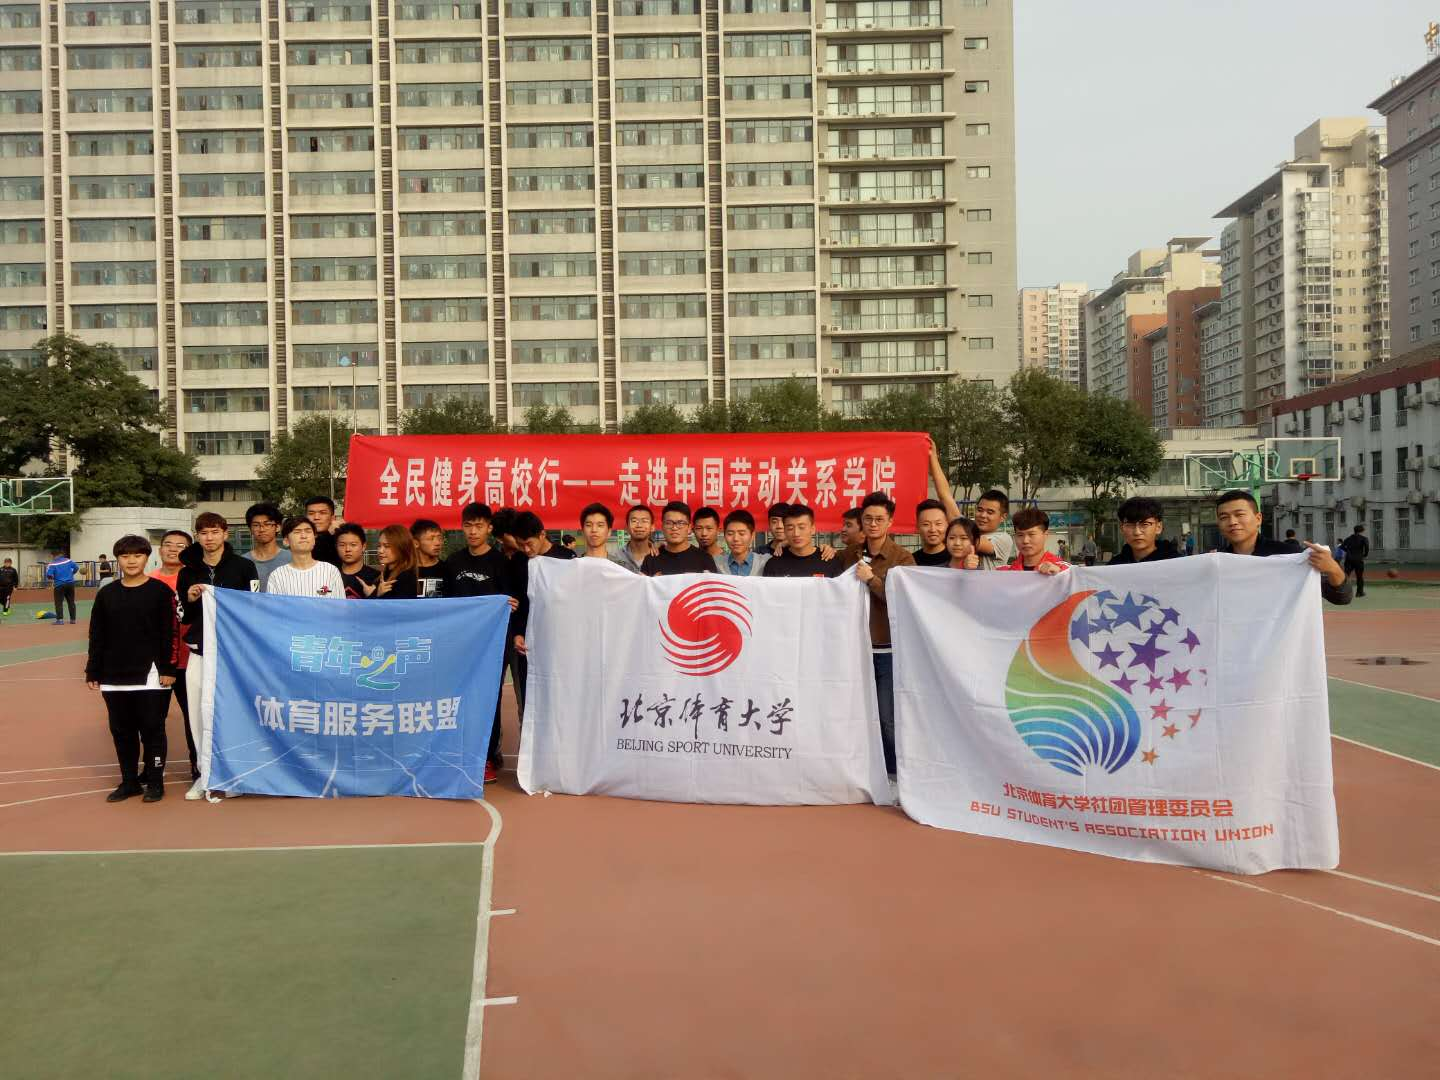 全民健身高校行——走进中国劳动关系学院
青年之声
体育服务联盟
北京体育大学
BEIJING SPORT UNIVERSITY
北京体育大学社团管理委员会
BSU STUDENT'S ASSOCIATION UNION